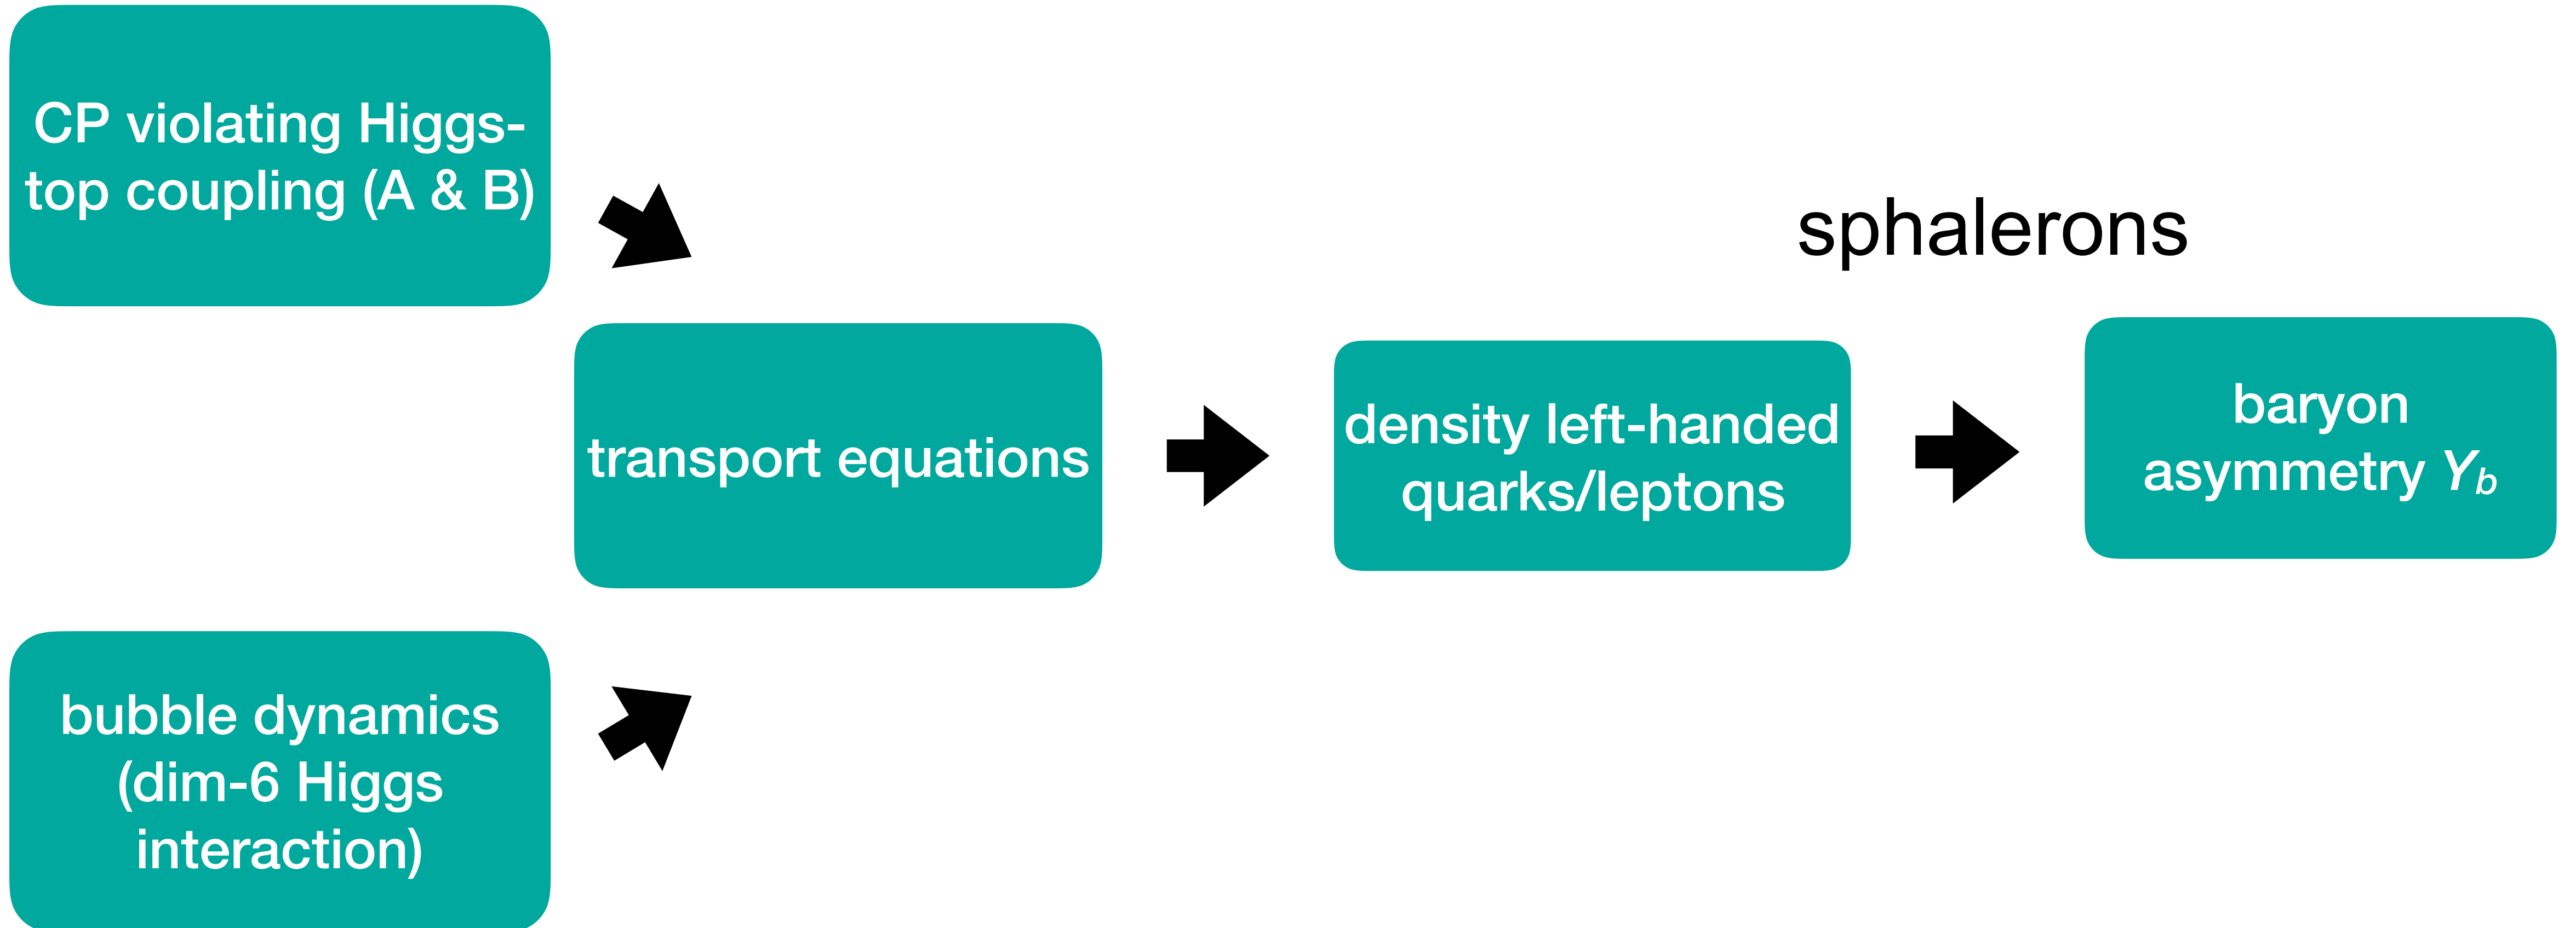 CP violating Higgs-
top coupling (A & B)
sphalerons
transport equations
density left-handed
quarks/leptons
baryon
asymmetry Y_b
bubble dynamics
(dim-6 Higgs
interaction)